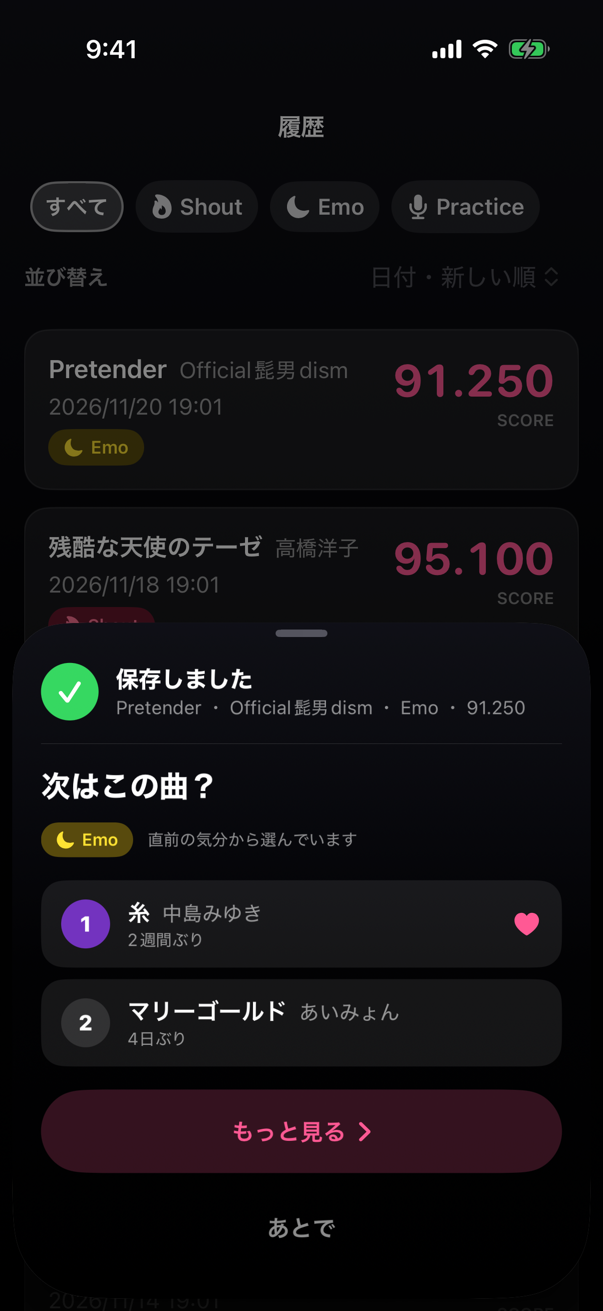 9:41
履歴
すべて Shout Emo Practice
並び替え 日付・新しい順
Pretender Official髭男dism 91.250
2026/11/20 19:01 SCORE
Emo
残酷な天使のテーゼ 高橋洋子 95.100
2026/11/18 19:01 SCORE
Shout
保存しました
Pretender ・ Official髭男dism ・ Emo ・ 91.250
次はこの曲？
Emo 直前の気分から選んでいます
1 糸 中島みゆき
2週間ぶり
2 マリーゴールド あいみょん
4日ぶり
もっと見る
あとで
2026/11/14 19:01